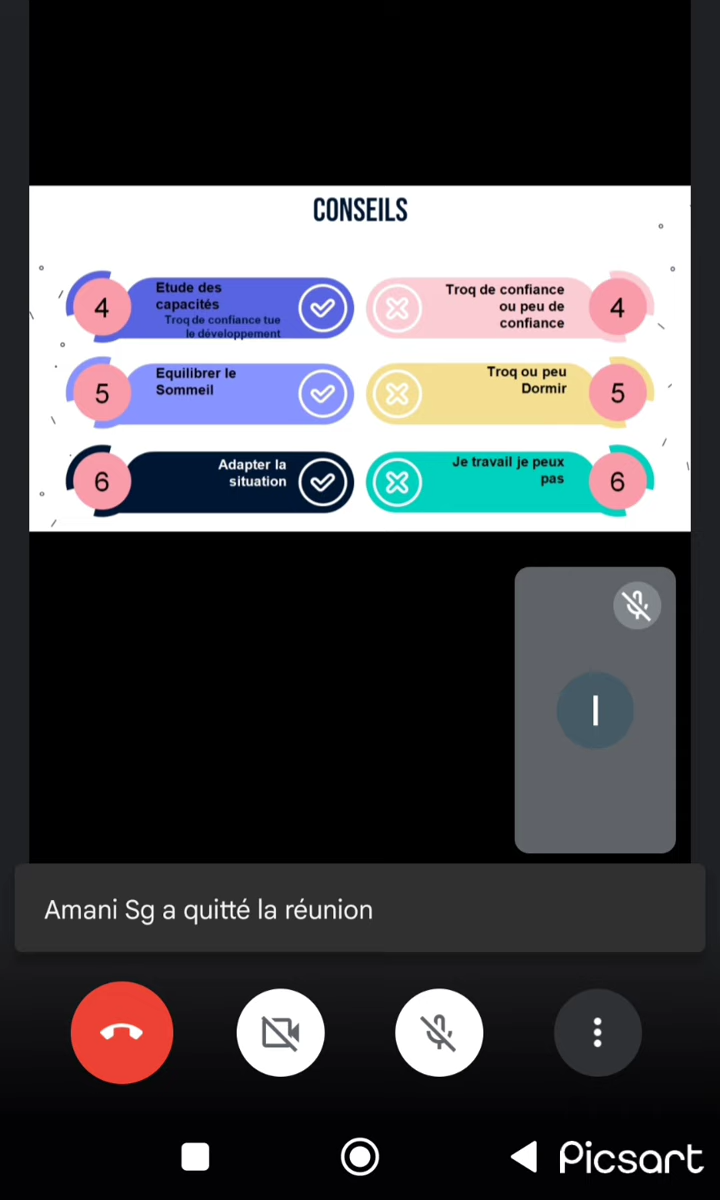 CONSEILS
4
Etude des
capacités
Troq de confiance tue
le développement
Troq de confiance
ou peu de
confiance
4
5
Equilibrer le
Sommeil
Troq ou peu
Dormir
5
6
Adapter la
situation
Je travail je peux
pas
6
I
Amani Sg a quitté la réunion
Picsart